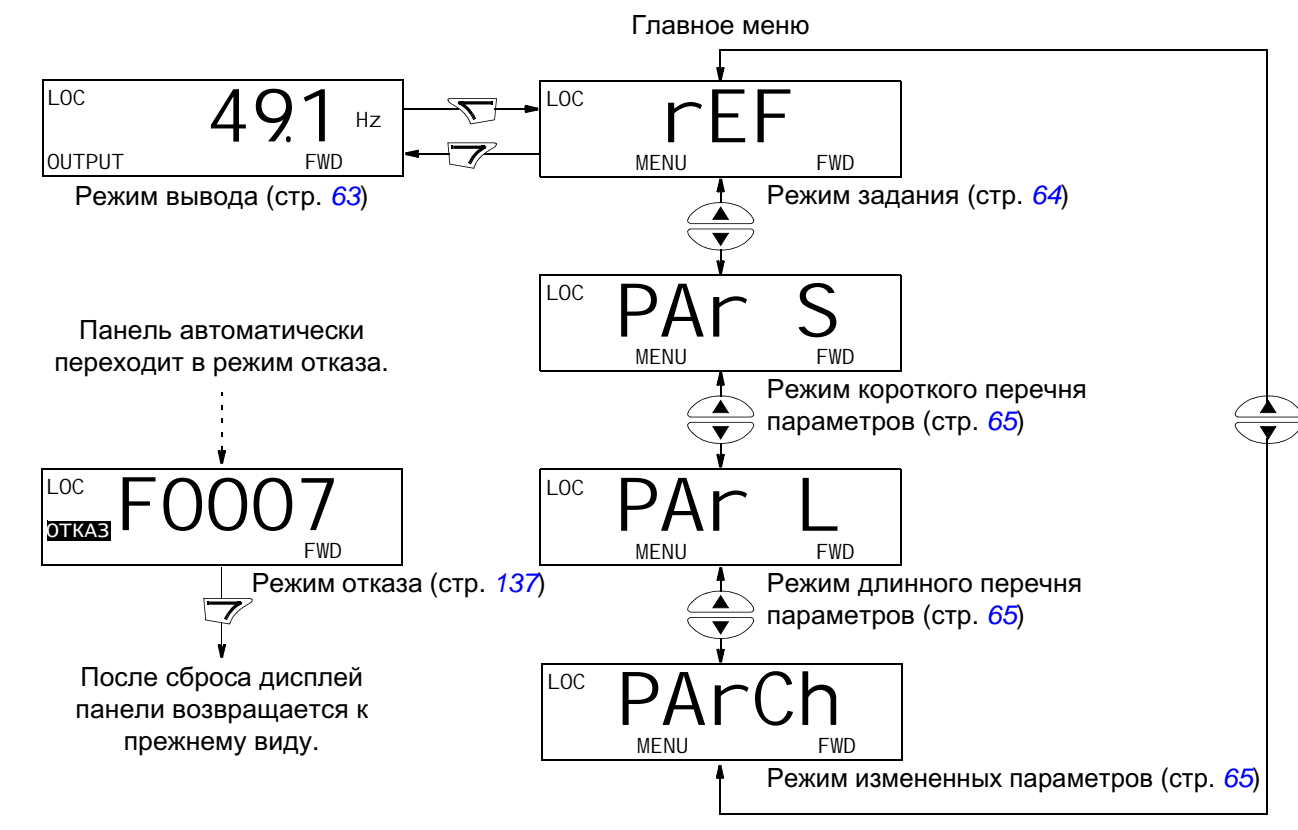 Главное меню
LOC
49.1 Hz
OUTPUT FWD
Режим вывода (стр. 63)
LOC
rEF
MENU FWD
Режим задания (стр. 64)
LOC
PAr S
MENU FWD
Режим короткого перечня
параметров (стр. 65)
Панель автоматически
переходит в режим отказа.
LOC
F0007
ОТКАЗ
FWD
Режим отказа (стр. 137)
После сброса дисплей
панели возвращается к
прежнему виду.
LOC
PAr L
MENU FWD
Режим длинного перечня
параметров (стр. 65)
LOC
PArCh
MENU FWD
Режим измененных параметров (стр. 65)